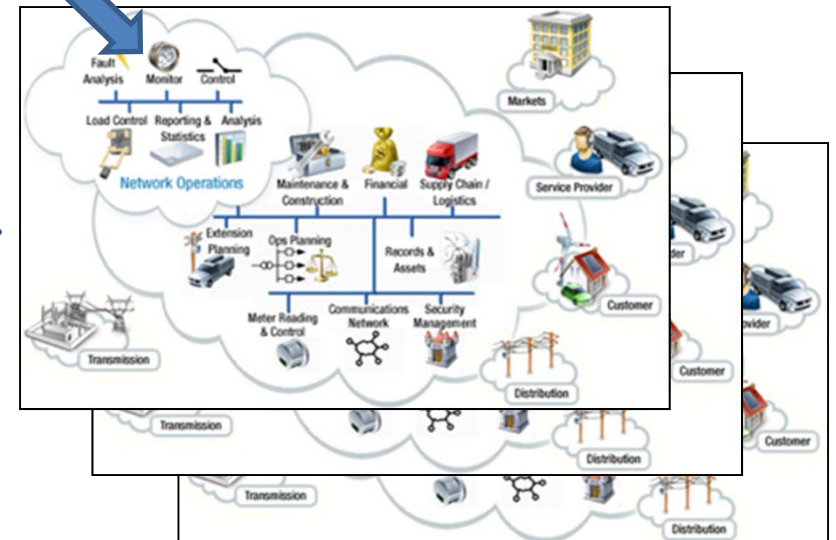 Fault
Analysis
Monitor
Control
Load Control
Reporting &
Statistics
Analysis
Network Operations
Markets
Service Provider
Maintenance &
Construction
Financial
Supply Chain /
Logistics
Extension
Planning
Ops Planning
Records &
Assets
Customer
Meter Reading
& Control
Communications
Network
Security
Management
Transmission
Distribution
der
Customer
Transmission
Distribution
ovider
Customer
Transmission
Distribution